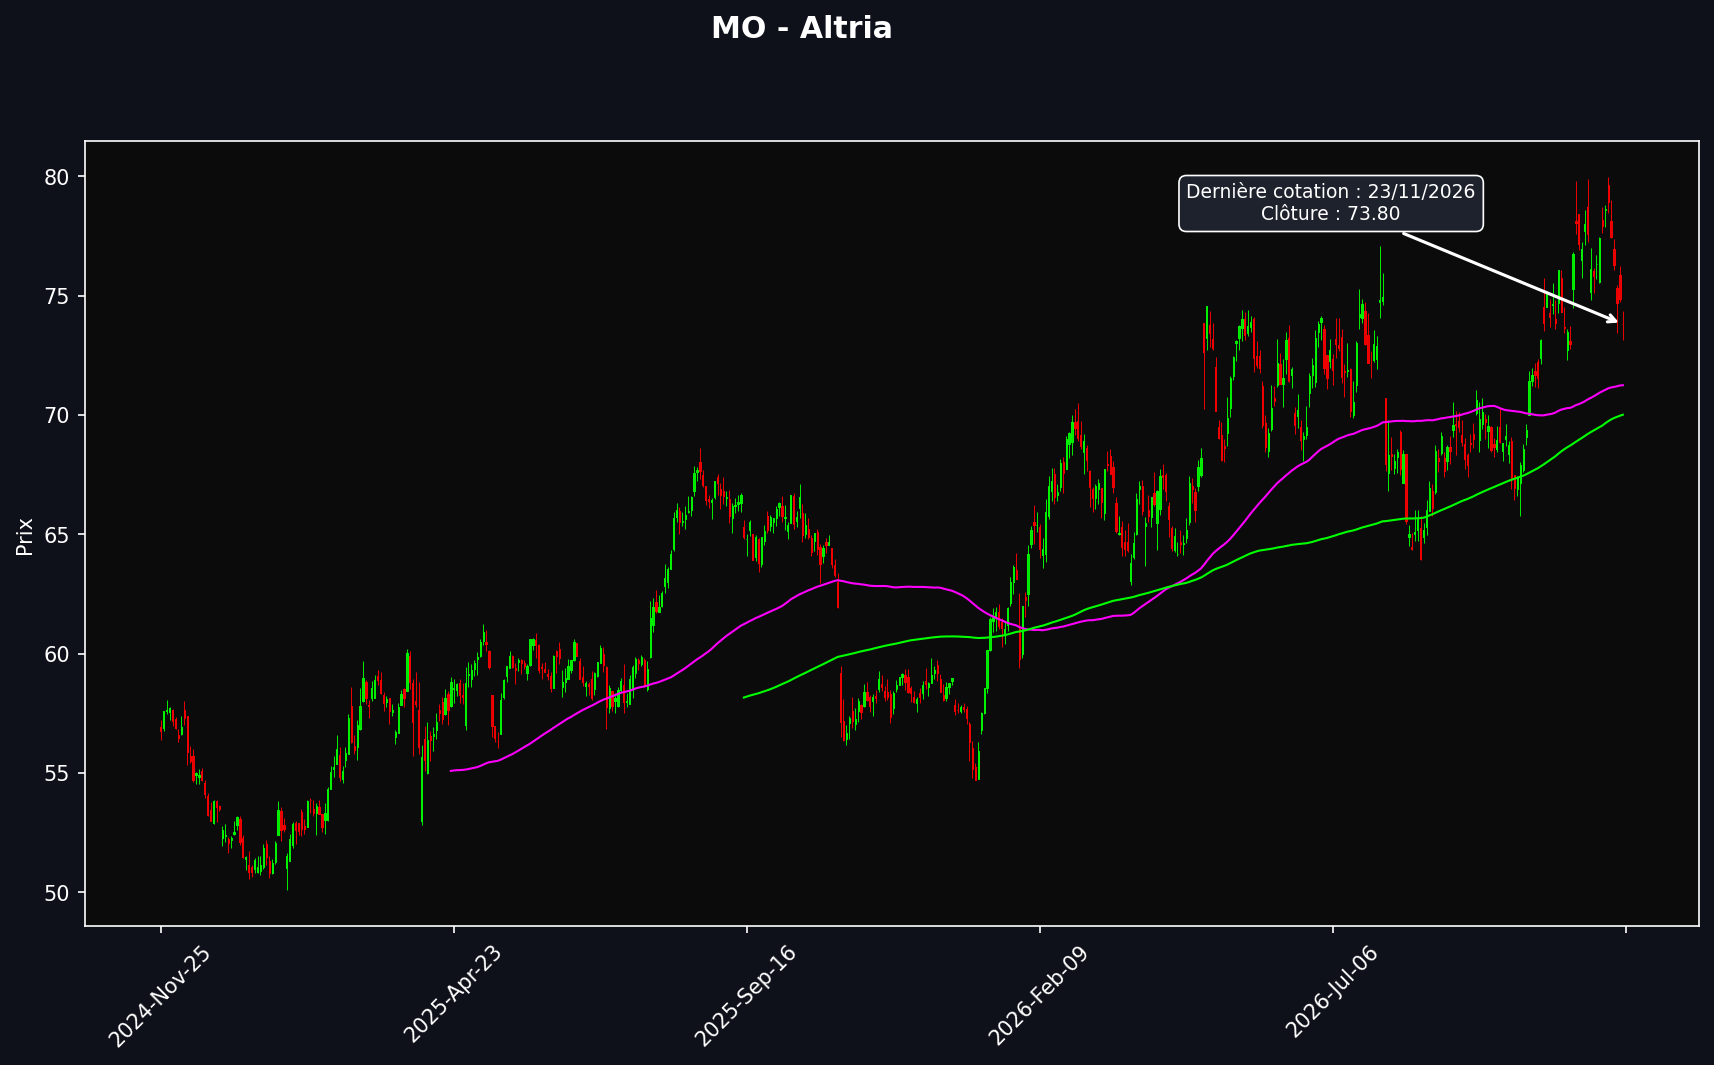 MO - Altria
Dernière cotation : 23/11/2026
Clôture : 73.80
Prix
80
75
70
65
60
55
50
2024-Nov-25
2025-Apr-23
2025-Sep-16
2026-Feb-09
2026-Jul-06